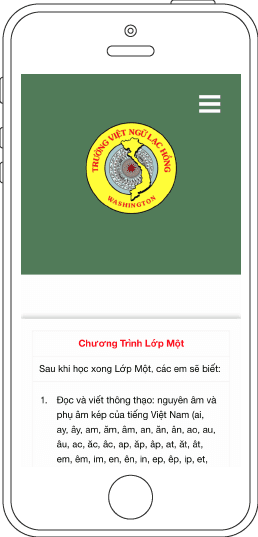 TRƯỜNG VIỆT NGỮ LẠC HỒNG
WASHINGTON
Chương Trình Lớp Một
Sau khi học xong Lớp Một, các em sẽ biết:
1. Đọc và viết thông thạo: nguyên âm và
phụ âm kép của tiếng Việt Nam (ai,
ay, ây, am, ăm, âm, an, ăn, ân, ao, au,
âu, ac, ăc, âc, ap, ăp, âp, at, ăt, ât,
em, êm, im, en, ên, in, ep, êp, ip, et,